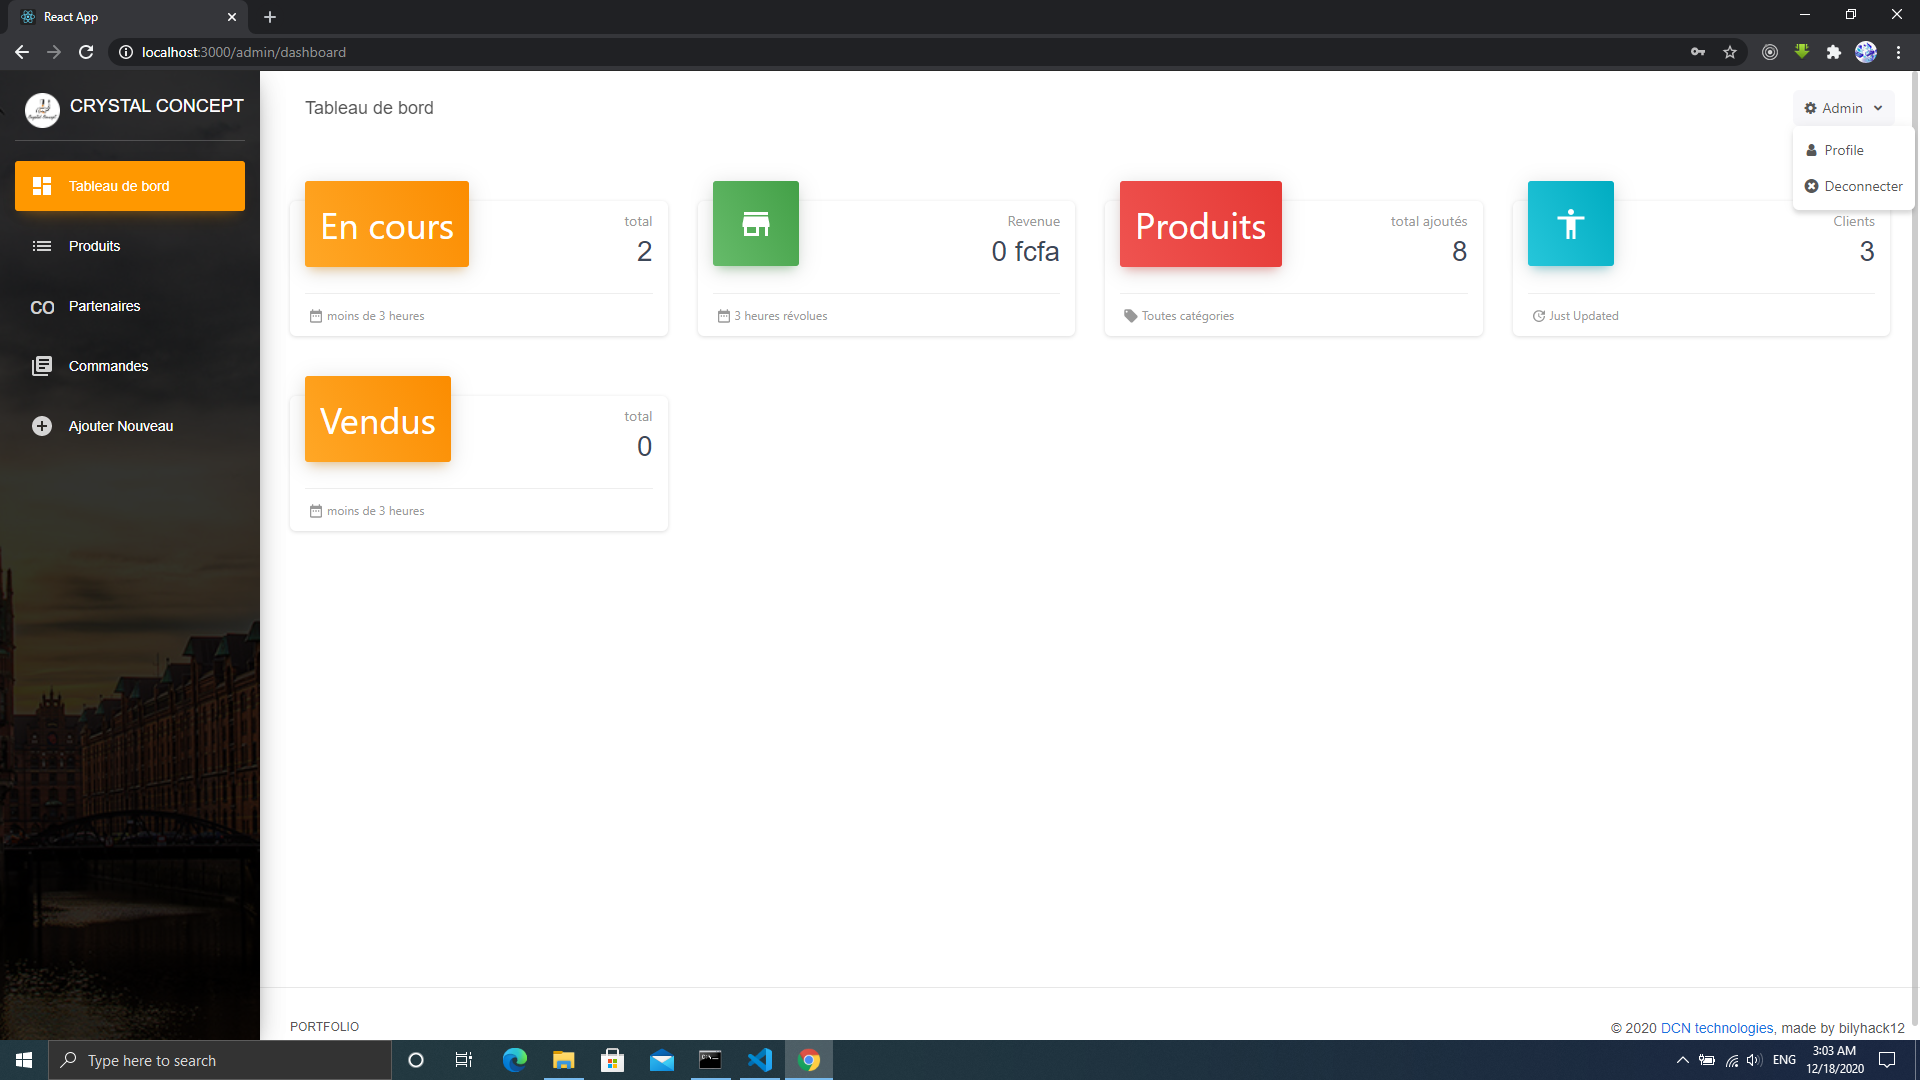 React App
localhost:3000/admin/dashboard
CRYSTAL CONCEPT
Tableau de bord
Produits
CO Partenaires
Commandes
Ajouter Nouveau
Tableau de bord
Admin
Profile
Deconnecter
En cours
total
2
moins de 3 heures
Revenue
0 fcfa
3 heures révolues
Produits
total ajoutés
8
Toutes catégories
Clients
3
Just Updated
Vendus
total
0
moins de 3 heures
PORTFOLIO
© 2020 DCN technologies, made by bilyhack12
Type here to search
ENG
3:03 AM
12/18/2020